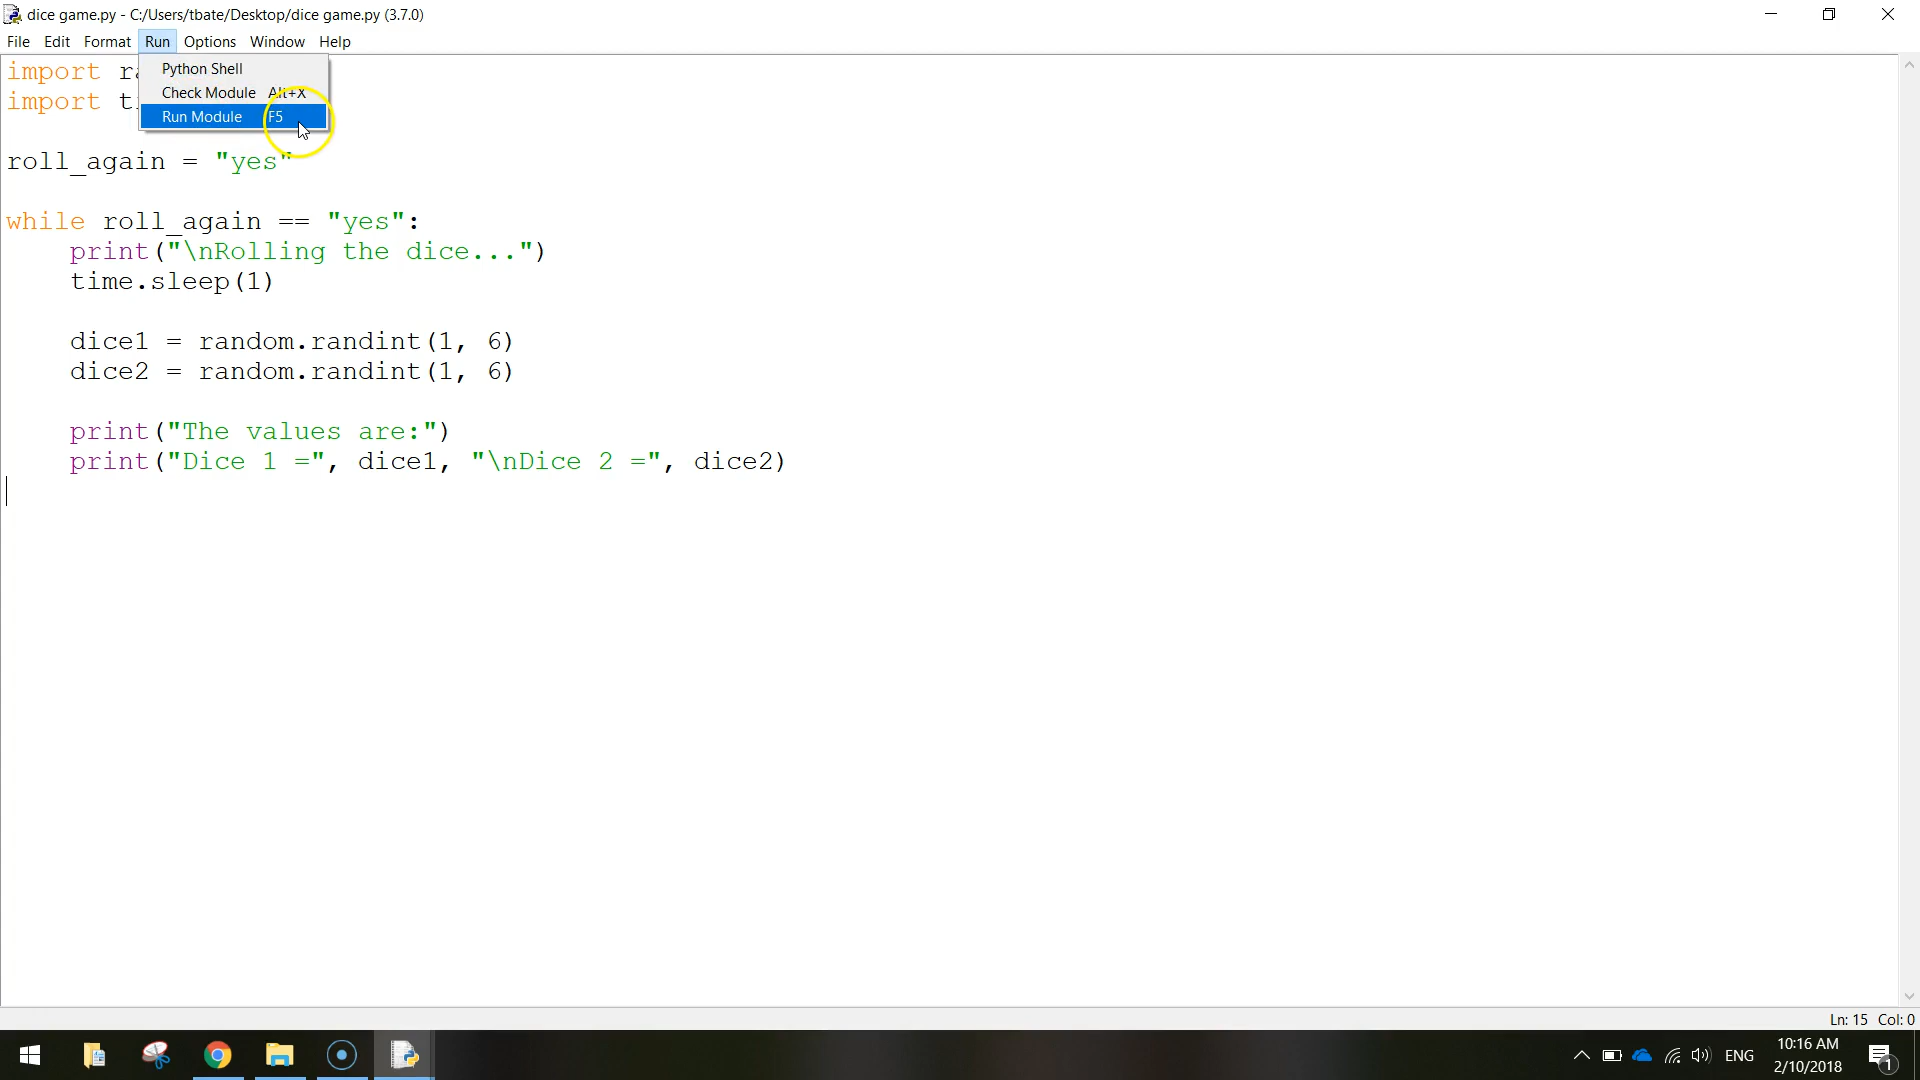 dice game.py - C:/Users/tbate/Desktop/dice game.py (3.7.0)
File Edit Format Run Options Window Help
Python Shell
Check Module Alt+X
Run Module F5
import
import
roll_again = "yes"
while roll_again == "yes":
    print("\nRolling the dice...")
    time.sleep(1)
    dice1 = random.randint(1, 6)
    dice2 = random.randint(1, 6)
    print("The values are:")
    print("Dice 1 =", dice1, "\nDice 2 =", dice2)
Ln: 15 Col: 0
ENG
10:16 AM
2/10/2018
1